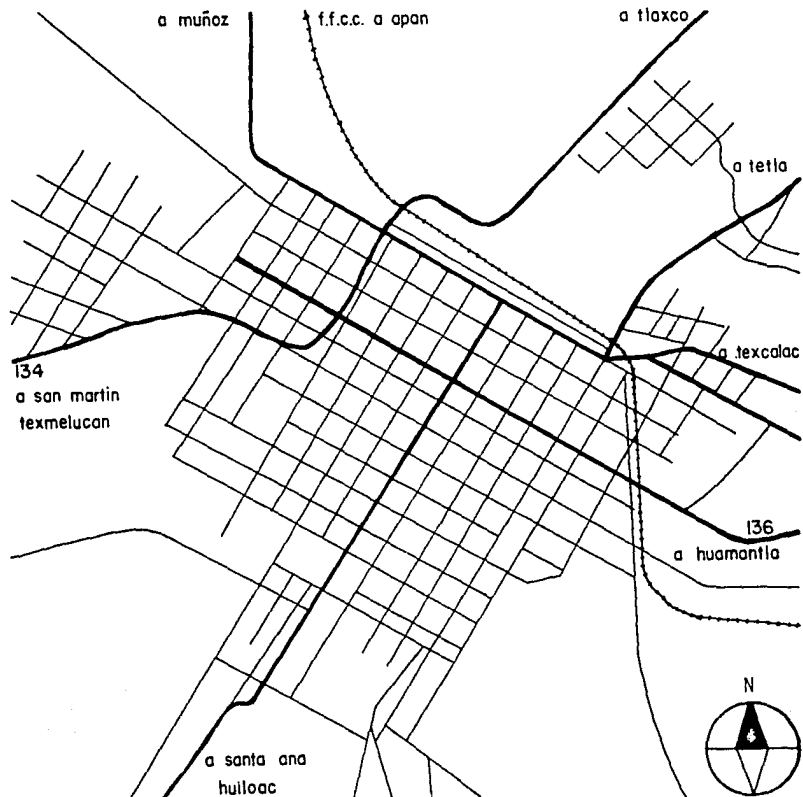 a muñoz
f.f.c.c. a apan
a tlaxco
a tetla
a texcalac
134
a san martin
texmelucan
136
a huamantla
N
a santa ana
huiloac